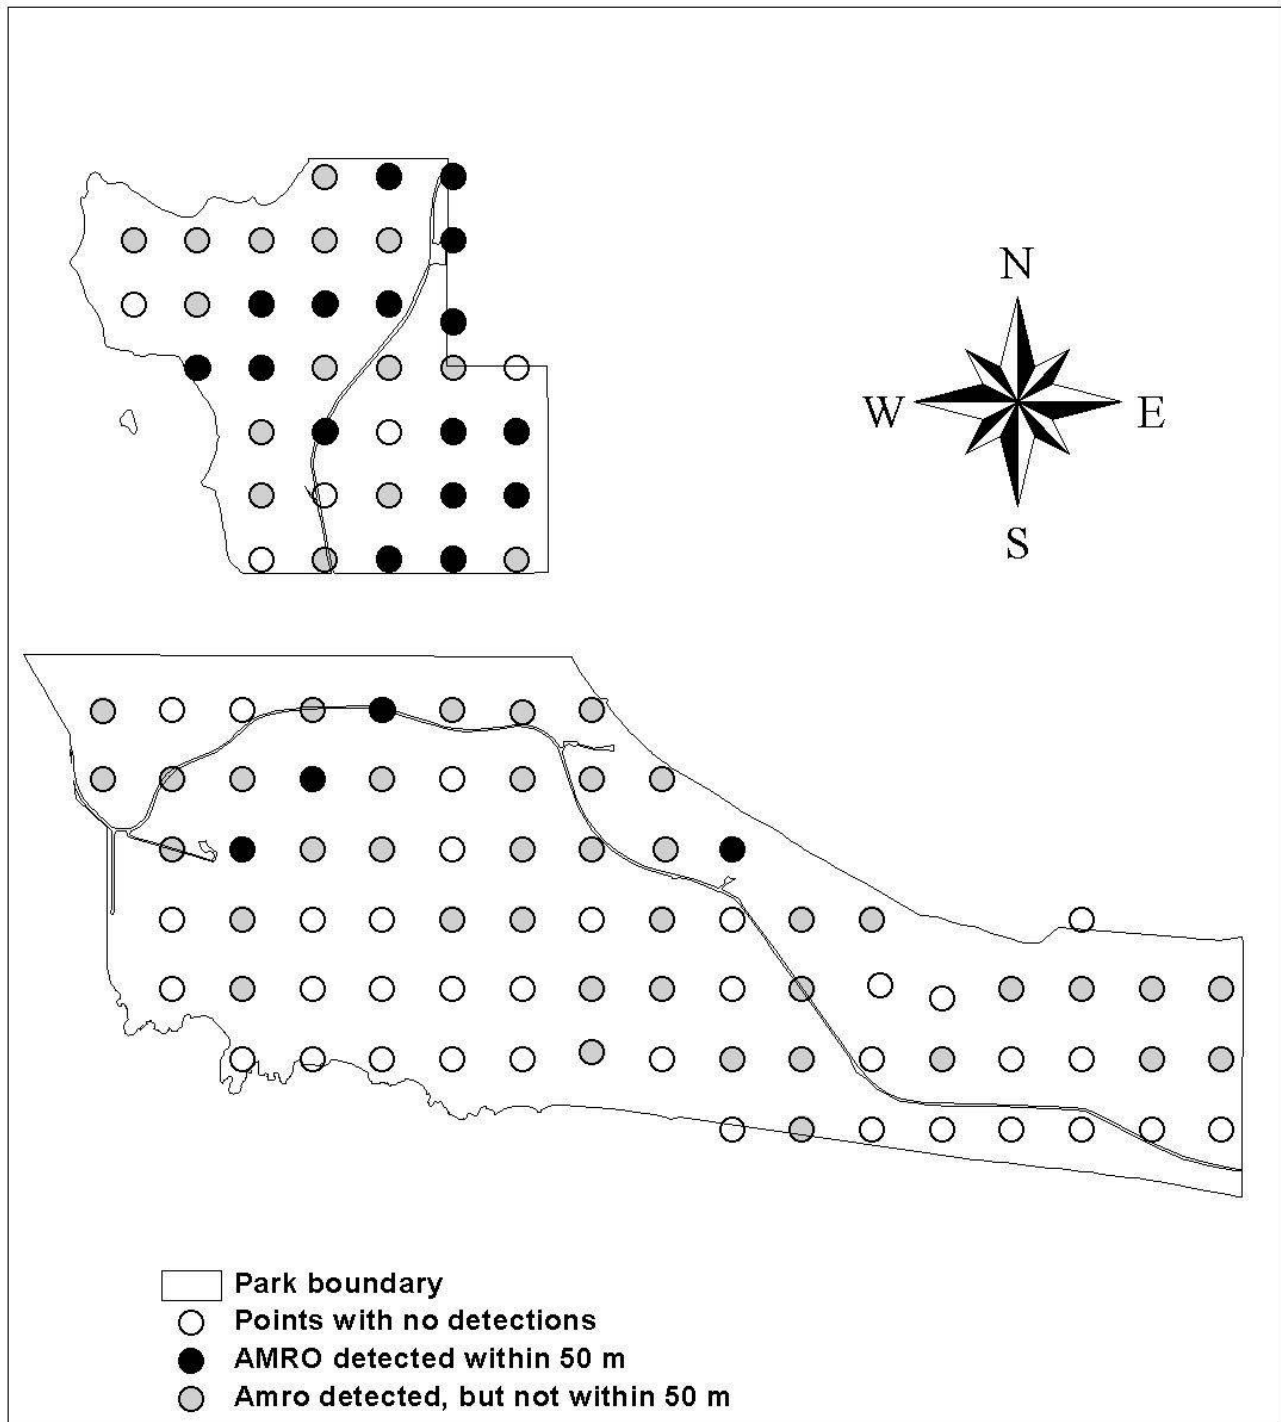 N
W E
S
Park boundary
Points with no detections
AMRO detected within 50 m
Amro detected, but not within 50 m